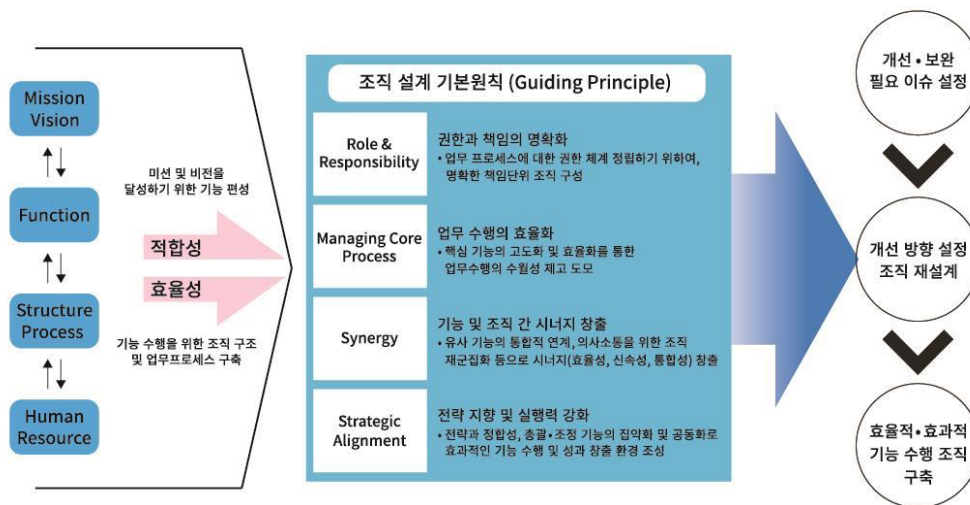 Mission
Vision
Function
Structure
Process
Human
Resource
미션 및 비전을
달성하기 위한 기능 편성
적합성
효율성
기능 수행을 위한 조직 구조
및 업무프로세스 구축
조직 설계 기본원칙 (Guiding Principle)
Role &
Responsibility
권한과 책임의 명확화
• 업무 프로세스에 대한 권한 체계 정립하기 위하여,
명확한 책임단위 조직 구성
Managing Core
Process
업무 수행의 효율화
• 핵심 기능의 고도화 및 효율화를 통한
업무수행의 수월성 제고 도모
Synergy
기능 및 조직 간 시너지 창출
• 유사 기능의 통합적 연계, 의사소통을 위한 조직
재군집화 등으로 시너지(효율성, 신속성, 통합성) 창출
Strategic
Alignment
전략 지향 및 실행력 강화
• 전략과 정합성, 총괄•조정 기능의 집약화 및 공동화로
효과적인 기능 수행 및 성과 창출 환경 조성
개선 • 보완
필요 이슈 설정
개선 방향 설정
조직 재설계
효율적•효과적
기능 수행 조직
구축